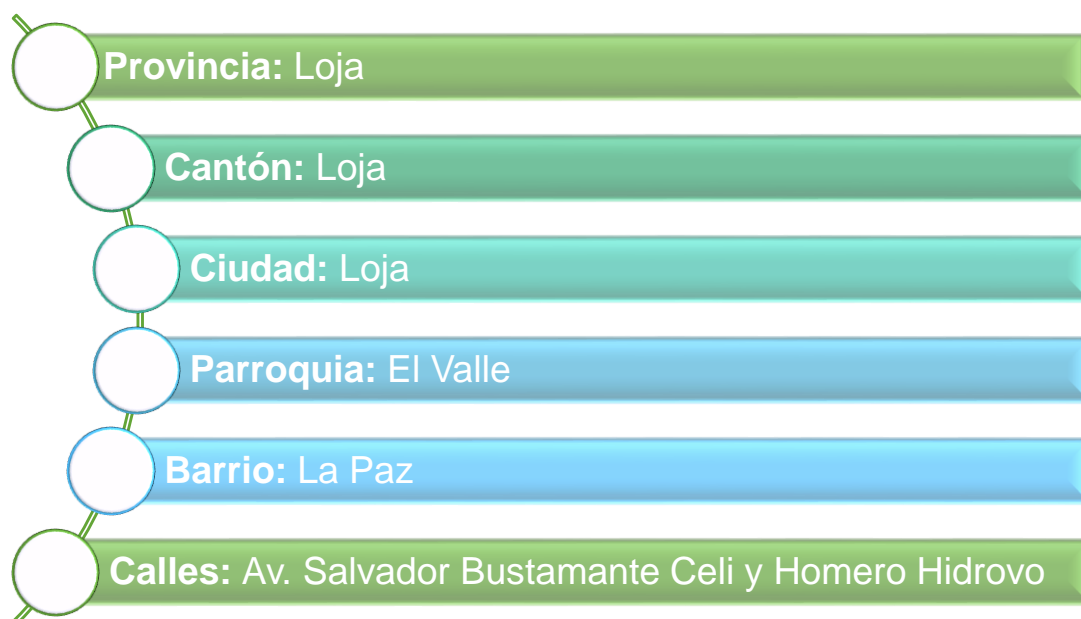 Provincia: Loja
Cantón: Loja
Ciudad: Loja
Parroquia: El Valle
Barrio: La Paz
Calles: Av. Salvador Bustamante Celi y Homero Hidrovo